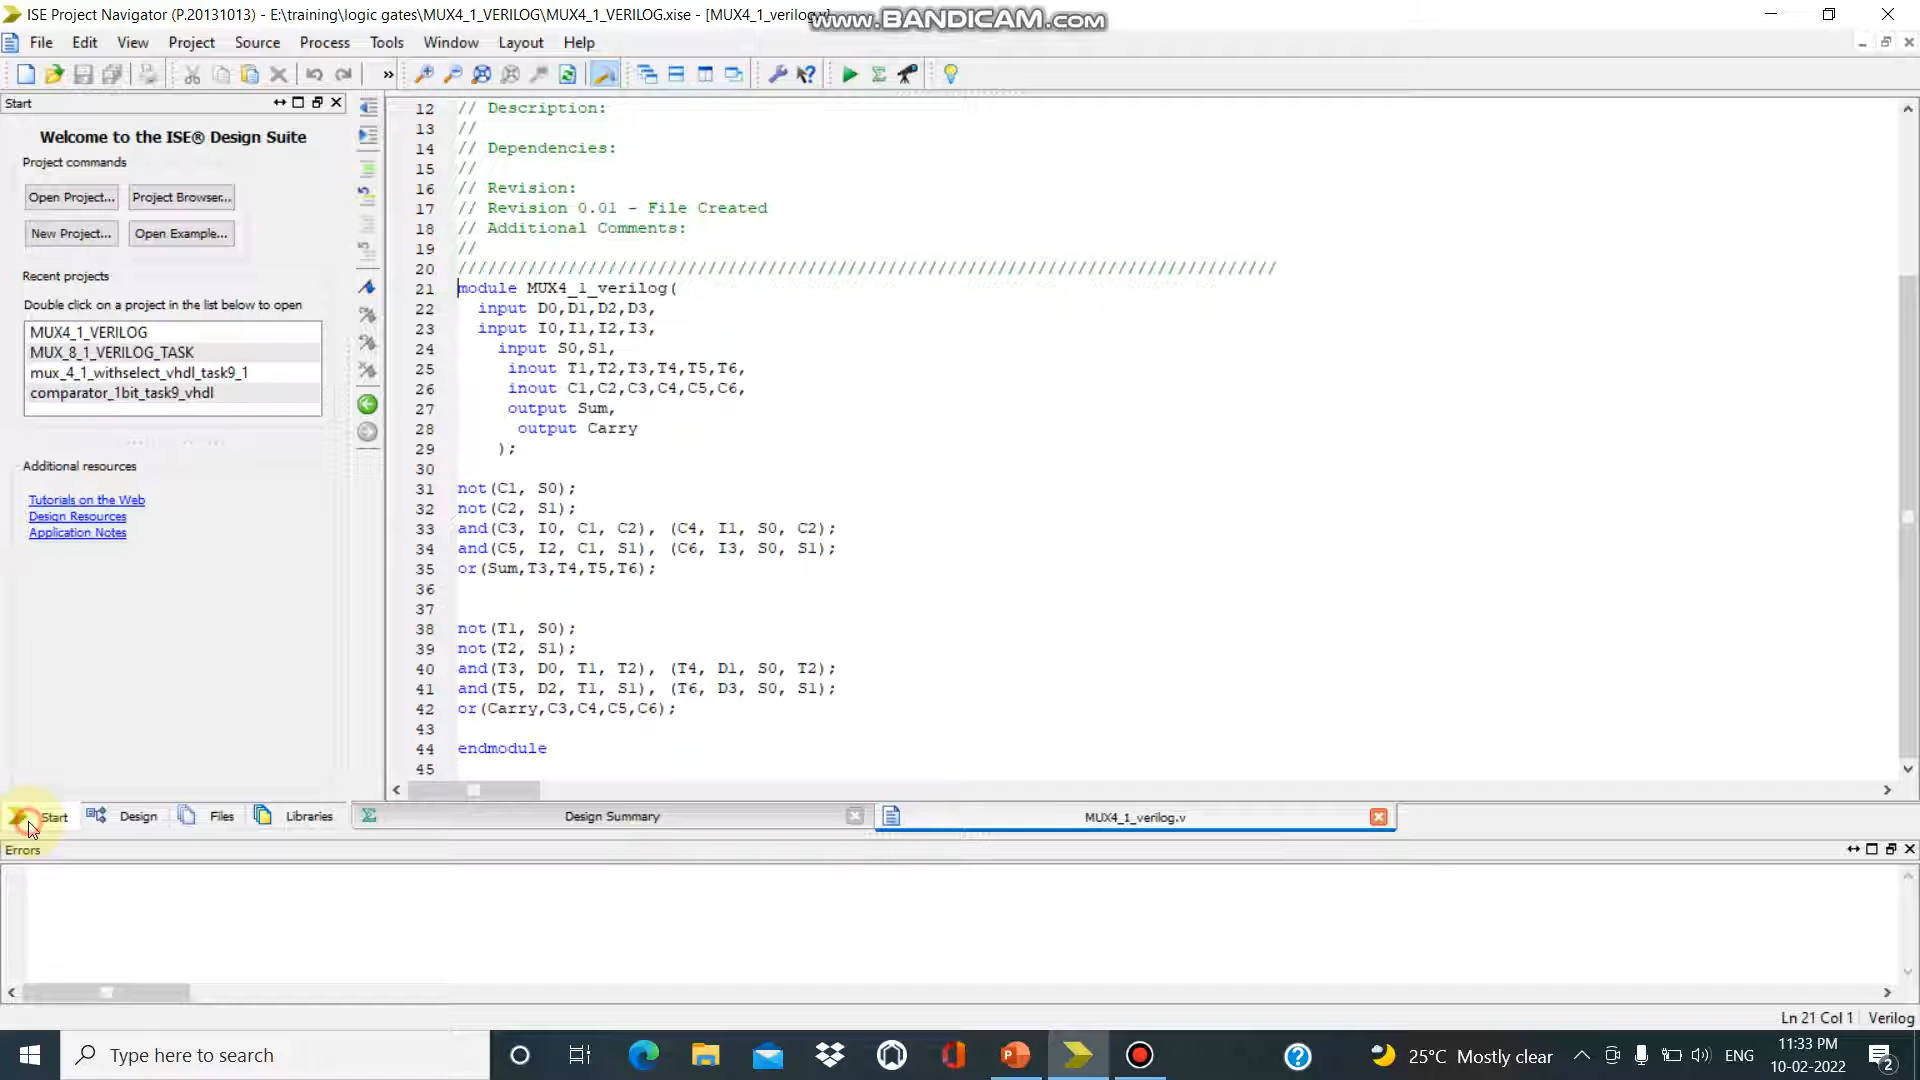 ISE Project Navigator (P.20131013) - E:\training\logic gates\MUX4_1_VERILOG\MUX4_1_VERILOG.xise - [MUX4_1_verilog.v]
www.BANDICAM.com
File Edit View Project Source Process Tools Window Layout Help
Start
Welcome to the ISE® Design Suite
Project commands
Open Project... Project Browser...
New Project... Open Example...
Recent projects
Double click on a project in the list below to open
MUX4_1_VERILOG
MUX_8_1_VERILOG_TASK
mux_4_1_withselect_vhdl_task9_1
comparator_1bit_task9_vhdl
Additional resources
Tutorials on the Web
Design Resources
Application Notes
12 // Description:
13 //
14 // Dependencies:
15 //
16 // Revision:
17 // Revision 0.01 - File Created
18 // Additional Comments:
19 //
20 //////////////////////////////////////////////////////////////////////////////////
21 module MUX4_1_verilog(
22 input D0,D1,D2,D3,
23 input I0,I1,I2,I3,
24 input S0,S1,
25 inout T1,T2,T3,T4,T5,T6,
26 inout C1,C2,C3,C4,C5,C6,
27 output Sum,
28 output Carry
29 );
30
31 not(C1, S0);
32 not(C2, S1);
33 and(C3, I0, C1, C2), (C4, I1, S0, C2);
34 and(C5, I2, C1, S1), (C6, I3, S0, S1);
35 or(Sum,T3,T4,T5,T6);
36
37
38 not(T1, S0);
39 not(T2, S1);
40 and(T3, D0, T1, T2), (T4, D1, S0, T2);
41 and(T5, D2, T1, S1), (T6, D3, S0, S1);
42 or(Carry,C3,C4,C5,C6);
43
44 endmodule
45
Start Design Files Libraries Design Summary MUX4_1_verilog.v
Errors
Ln 21 Col 1 Verilog
Type here to search
25°C Mostly clear ENG
11:33 PM
10-02-2022
2